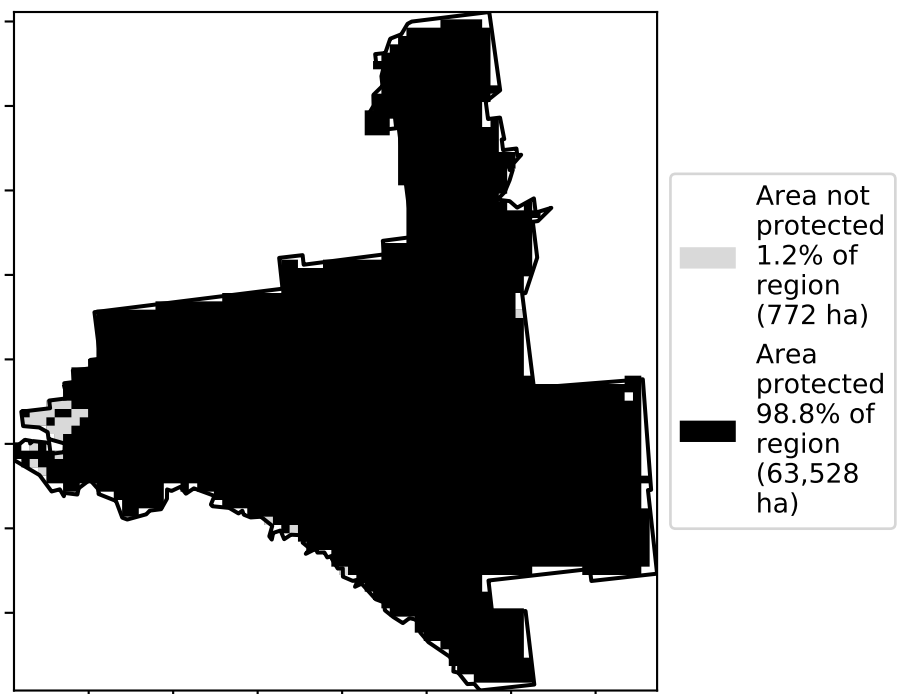 Area not
protected
1.2% of
region
(772 ha)
Area
protected
98.8% of
region
(63,528
ha)